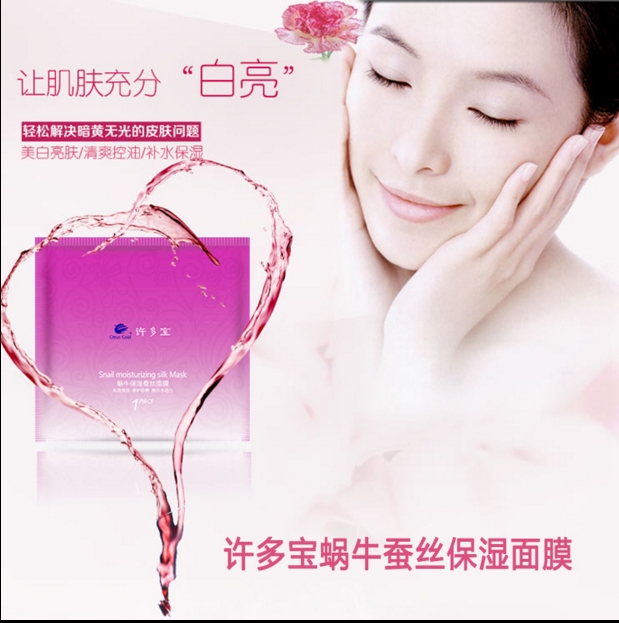 让肌肤充分“白亮”
轻松解决暗黄无光的皮肤问题
美白亮肤/清爽控油/补水保湿
许多宝
Snail moisturizing silk Mask
蜗牛保湿蚕丝面膜
1 PIECE
许多宝蜗牛蚕丝保湿面膜